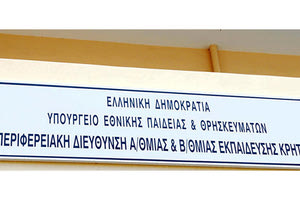 ΕΛΛΗΝΙΚΗ ΔΗΜΟΚΡΑΤΙΑ
ΥΠΟΥΡΓΕΙΟ ΕΘΝΙΚΗΣ ΠΑΙΔΕΙΑΣ & ΘΡΗΣΚΕΥΜΑΤΩΝ
ΠΕΡΙΦΕΡΕΙΑΚΗ ΔΙΕΥΘΥΝΣΗ Α/ΘΜΙΑΣ & Β/ΘΜΙΑΣ ΕΚΠΑΙΔΕΥΣΗΣ ΚΡΗΤ